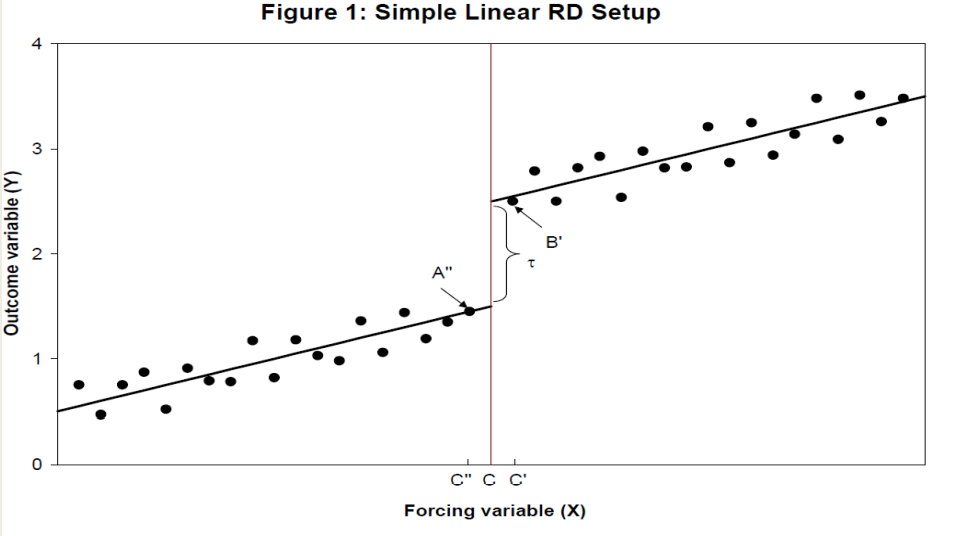 Figure 1: Simple Linear RD Setup
4
3
2
1
0
Outcome variable (Y)
A"
B'
τ
C" C C'
Forcing variable (X)